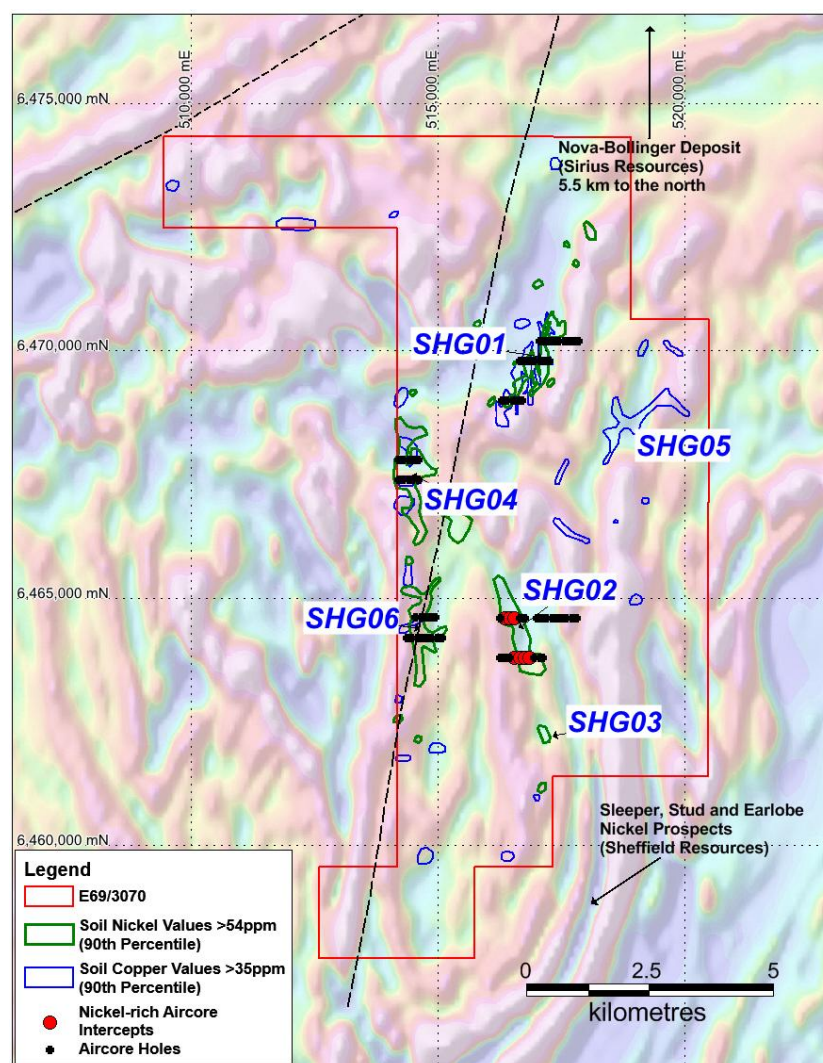 510,000 mE
515,000 mE
520,000 mE
6,475,000 mN
Nova-Bollinger Deposit
(Sirius Resources)
5.5 km to the north
6,470,000 mN
SHG01
SHG05
SHG04
6,465,000 mN
SHG02
SHG06
SHG03
Sleeper, Stud and Earlobe
Nickel Prospects
(Sheffield Resources)
6,460,000 mN
Legend
E69/3070
Soil Nickel Values >54ppm
(90th Percentile)
Soil Copper Values >35ppm
(90th Percentile)
Nickel-rich Aircore
Intercepts
Aircore Holes
0 2.5 5
kilometres